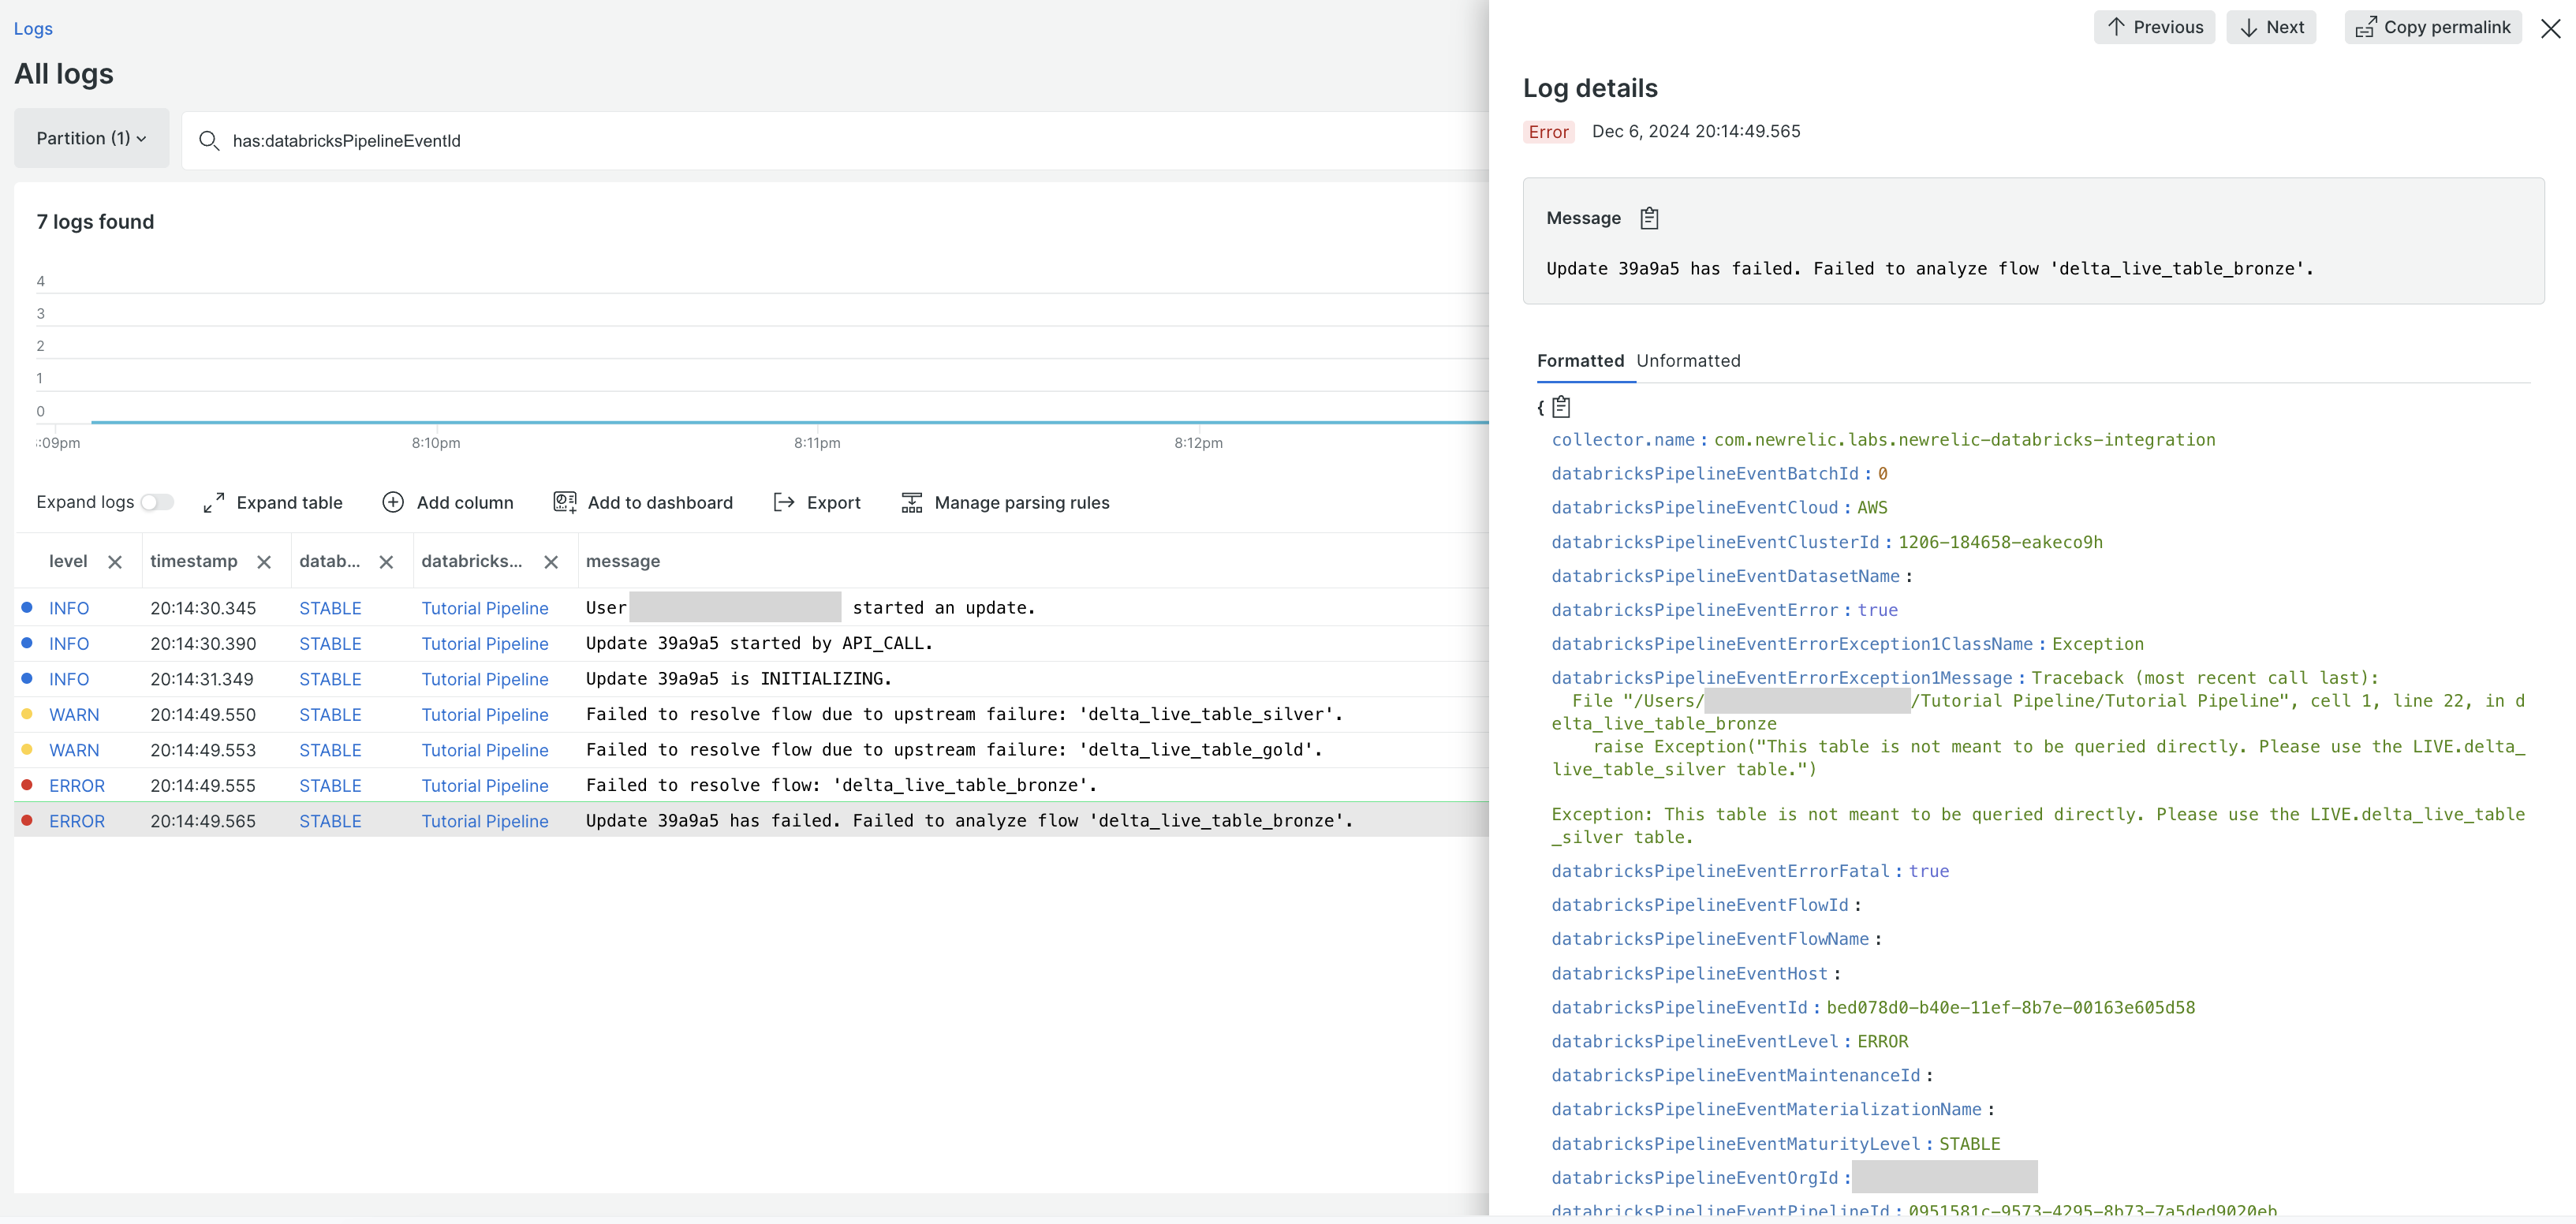 Logs
All logs
Partition (1)
has:databricksPipelineEventId
7 logs found
4
3
2
1
0
:09pm 8:10pm 8:11pm 8:12pm
Expand logs Expand table Add column Add to dashboard Export Manage parsing rules
level timestamp datab... databricks... message
INFO 20:14:30.345 STABLE Tutorial Pipeline User started an update.
INFO 20:14:30.390 STABLE Tutorial Pipeline Update 39a9a5 started by API_CALL.
INFO 20:14:31.349 STABLE Tutorial Pipeline Update 39a9a5 is INITIALIZING.
WARN 20:14:49.550 STABLE Tutorial Pipeline Failed to resolve flow due to upstream failure: 'delta_live_table_silver'.
WARN 20:14:49.553 STABLE Tutorial Pipeline Failed to resolve flow due to upstream failure: 'delta_live_table_gold'.
ERROR 20:14:49.555 STABLE Tutorial Pipeline Failed to resolve flow: 'delta_live_table_bronze'.
ERROR 20:14:49.565 STABLE Tutorial Pipeline Update 39a9a5 has failed. Failed to analyze flow 'delta_live_table_bronze'.
Previous Next Copy permalink
Log details
Error Dec 6, 2024 20:14:49.565
Message
Update 39a9a5 has failed. Failed to analyze flow 'delta_live_table_bronze'.
Formatted Unformatted
{
collector.name : com.newrelic.labs.newrelic-databricks-integration
databricksPipelineEventBatchId : 0
databricksPipelineEventCloud : AWS
databricksPipelineEventClusterId : 1206-184658-eakeco9h
databricksPipelineEventDatasetName :
databricksPipelineEventError : true
databricksPipelineEventErrorException1ClassName : Exception
databricksPipelineEventErrorException1Message : Traceback (most recent call last):
File "/Users/ /Tutorial Pipeline/Tutorial Pipeline", cell 1, line 22, in d
elta_live_table_bronze
raise Exception("This table is not meant to be queried directly. Please use the LIVE.delta_
live_table_silver table.")
Exception: This table is not meant to be queried directly. Please use the LIVE.delta_live_table
_silver table.
databricksPipelineEventErrorFatal : true
databricksPipelineEventFlowId :
databricksPipelineEventFlowName :
databricksPipelineEventHost :
databricksPipelineEventId : bed078d0-b40e-11ef-8b7e-00163e605d58
databricksPipelineEventLevel : ERROR
databricksPipelineEventMaintenanceId :
databricksPipelineEventMaterializationName :
databricksPipelineEventMaturityLevel : STABLE
databricksPipelineEventOrgId :
databricksPipelineEventPipelineId : 0951581c-9573-4295-8b73-7a5ded9020eb